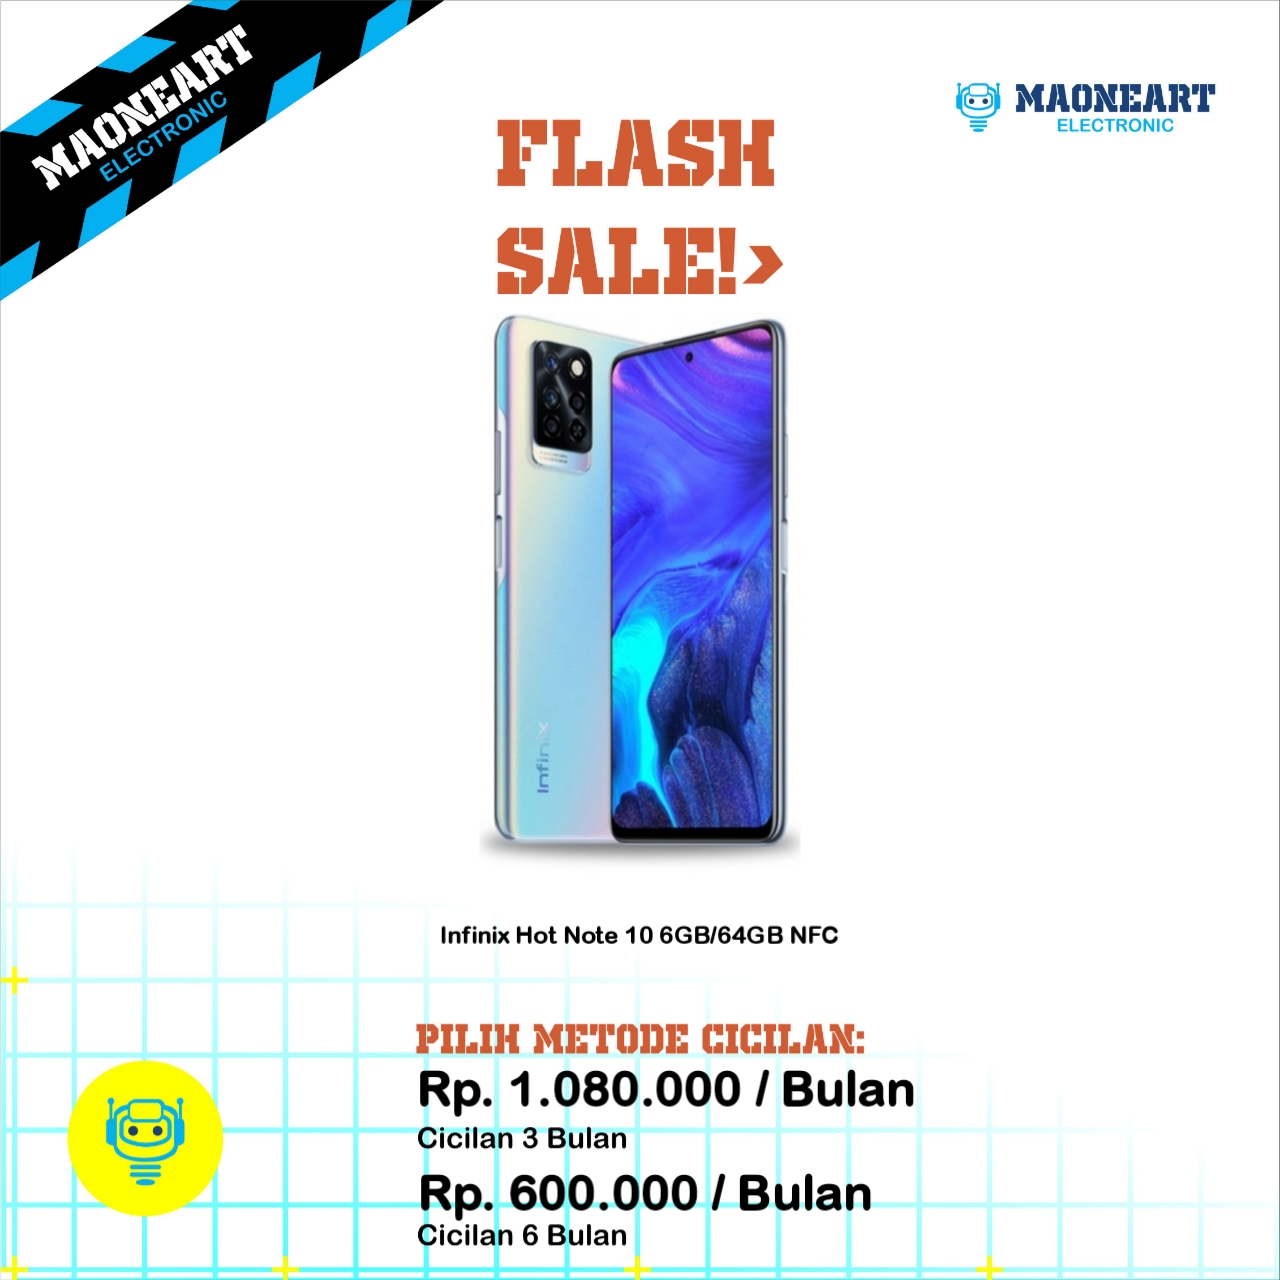 MAONEART
ELECTRONIC
MAONEART
ELECTRONIC
FLASH
SALE!>
Infinix
Infinix Hot Note 10 6GB/64GB NFC
PILIH METODE CICILAN:
Rp. 1.080.000 / Bulan
Cicilan 3 Bulan
Rp. 600.000 / Bulan
Cicilan 6 Bulan